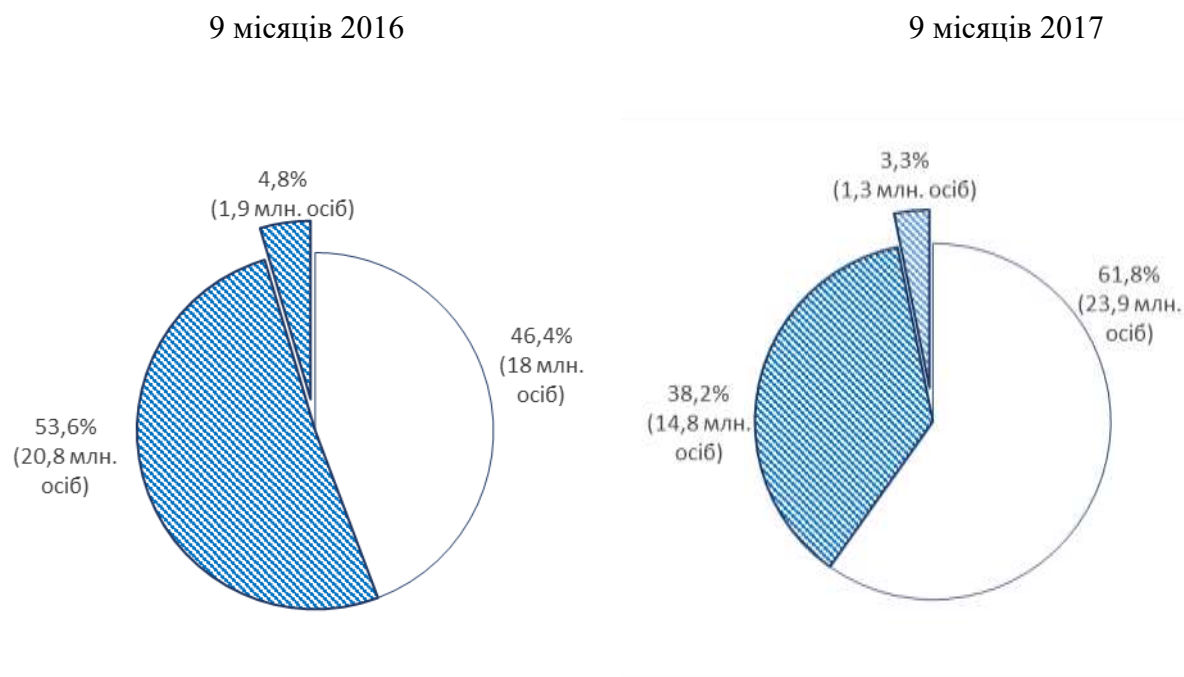 9 місяців 2016
9 місяців 2017
4,8%
(1,9 млн. осіб)
46,4%
(18 млн.
осіб)
53,6%
(20,8 млн.
осіб)
3,3%
(1,3 млн. осіб)
61,8%
(23,9 млн.
осіб)
38,2%
(14,8 млн.
осіб)